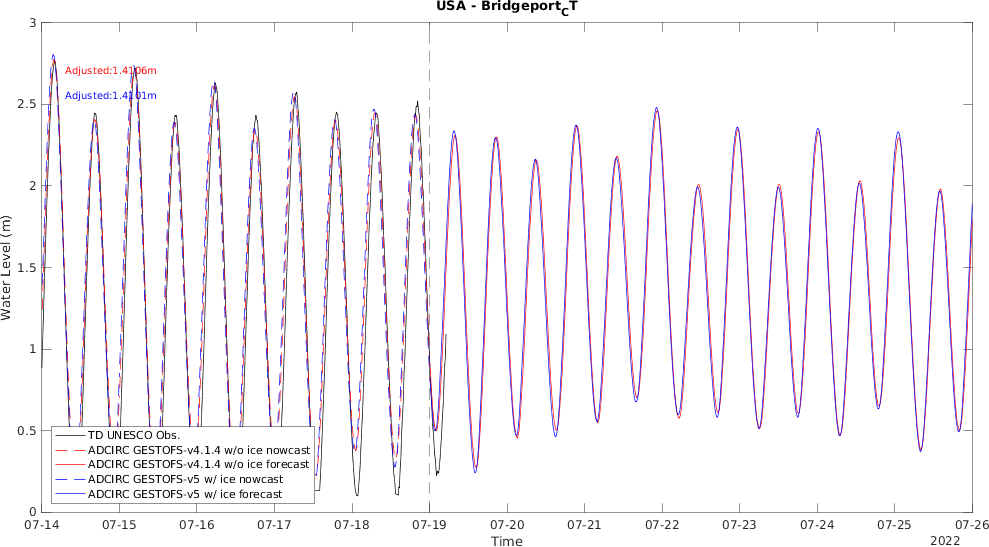 USA - Bridgeport_CT
Adjusted:1.4106m
Adjusted:1.4101m
Water Level (m)
3
2.5
2
1.5
1
0.5
0
TD UNESCO Obs.
ADCIRC GESTOFS-v4.1.4 w/o ice nowcast
ADCIRC GESTOFS-v4.1.4 w/o ice forecast
ADCIRC GESTOFS-v5 w/ ice nowcast
ADCIRC GESTOFS-v5 w/ ice forecast
07-14 07-15 07-16 07-17 07-18 07-19 07-20 07-21 07-22 07-23 07-24 07-25 07-26
Time
2022